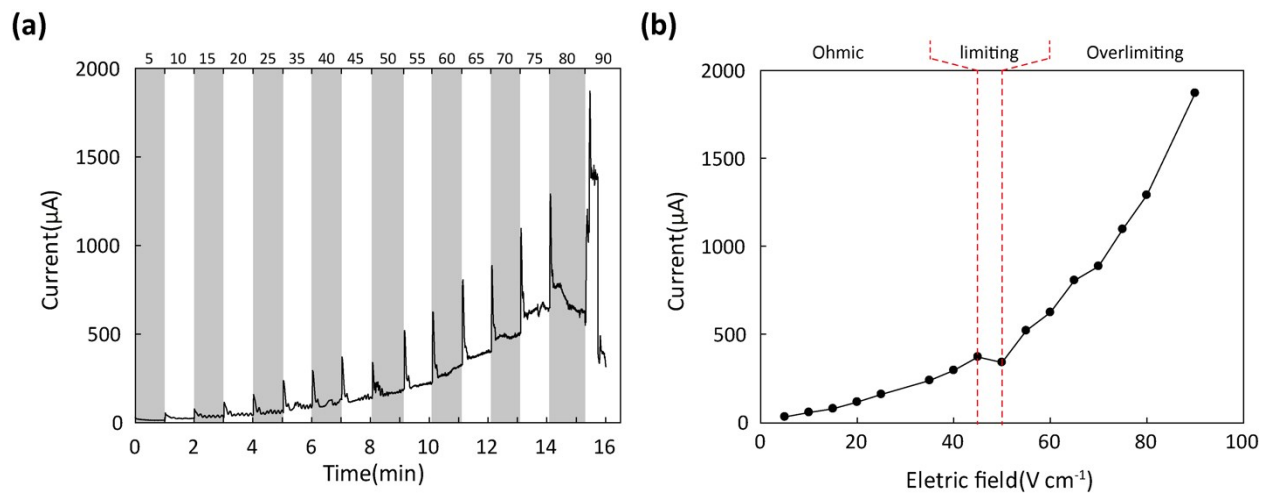 (a)
5 10 15 20 25 35 40 45 50 55 60 65 70 75 80 90
2000
1500
1000
500
0
Current(μA)
0 2 4 6 8 10 12 14 16
Time(min)
(b)
Ohmic limiting Overlimiting
2000
1500
1000
500
0
Current(μA)
0 20 40 60 80 100
Eletric field(V cm⁻¹)